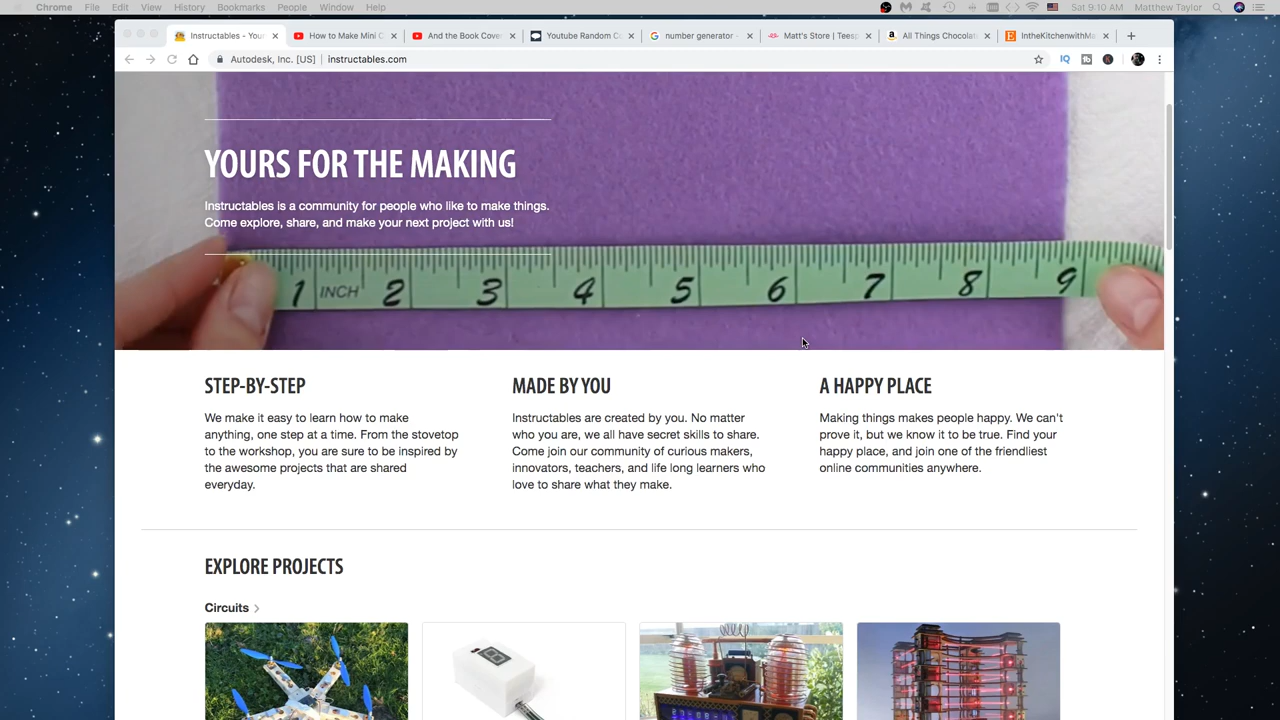 Chrome File Edit View History Bookmarks People Window Help Sat 9:10 AM Matthew Taylor
Instructables - Your How to Make Mini C And the Book Cove Youtube Random Co number generator - Matt's Store | Teesp All Things Chocolat IntheKitchenwithMa
Autodesk, Inc. [US] | instructables.com IQ
YOURS FOR THE MAKING
Instructables is a community for people who like to make things.
Come explore, share, and make your next project with us!
1 INCH 2 3 4 5 6 7 8 9
STEP-BY-STEP
We make it easy to learn how to make
anything, one step at a time. From the stovetop
to the workshop, you are sure to be inspired by
the awesome projects that are shared
everyday.
MADE BY YOU
Instructables are created by you. No matter
who you are, we all have secret skills to share.
Come join our community of curious makers,
innovators, teachers, and life long learners who
love to share what they make.
A HAPPY PLACE
Making things makes people happy. We can't
prove it, but we know it to be true. Find your
happy place, and join one of the friendliest
online communities anywhere.
EXPLORE PROJECTS
Circuits >